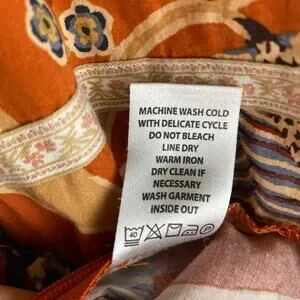 MACHINE WASH COLD
WITH DELICATE CYCLE
DO NOT BLEACH
LINE DRY
WARM IRON
DRY CLEAN IF
NECESSARY
WASH GARMENT
INSIDE OUT
40